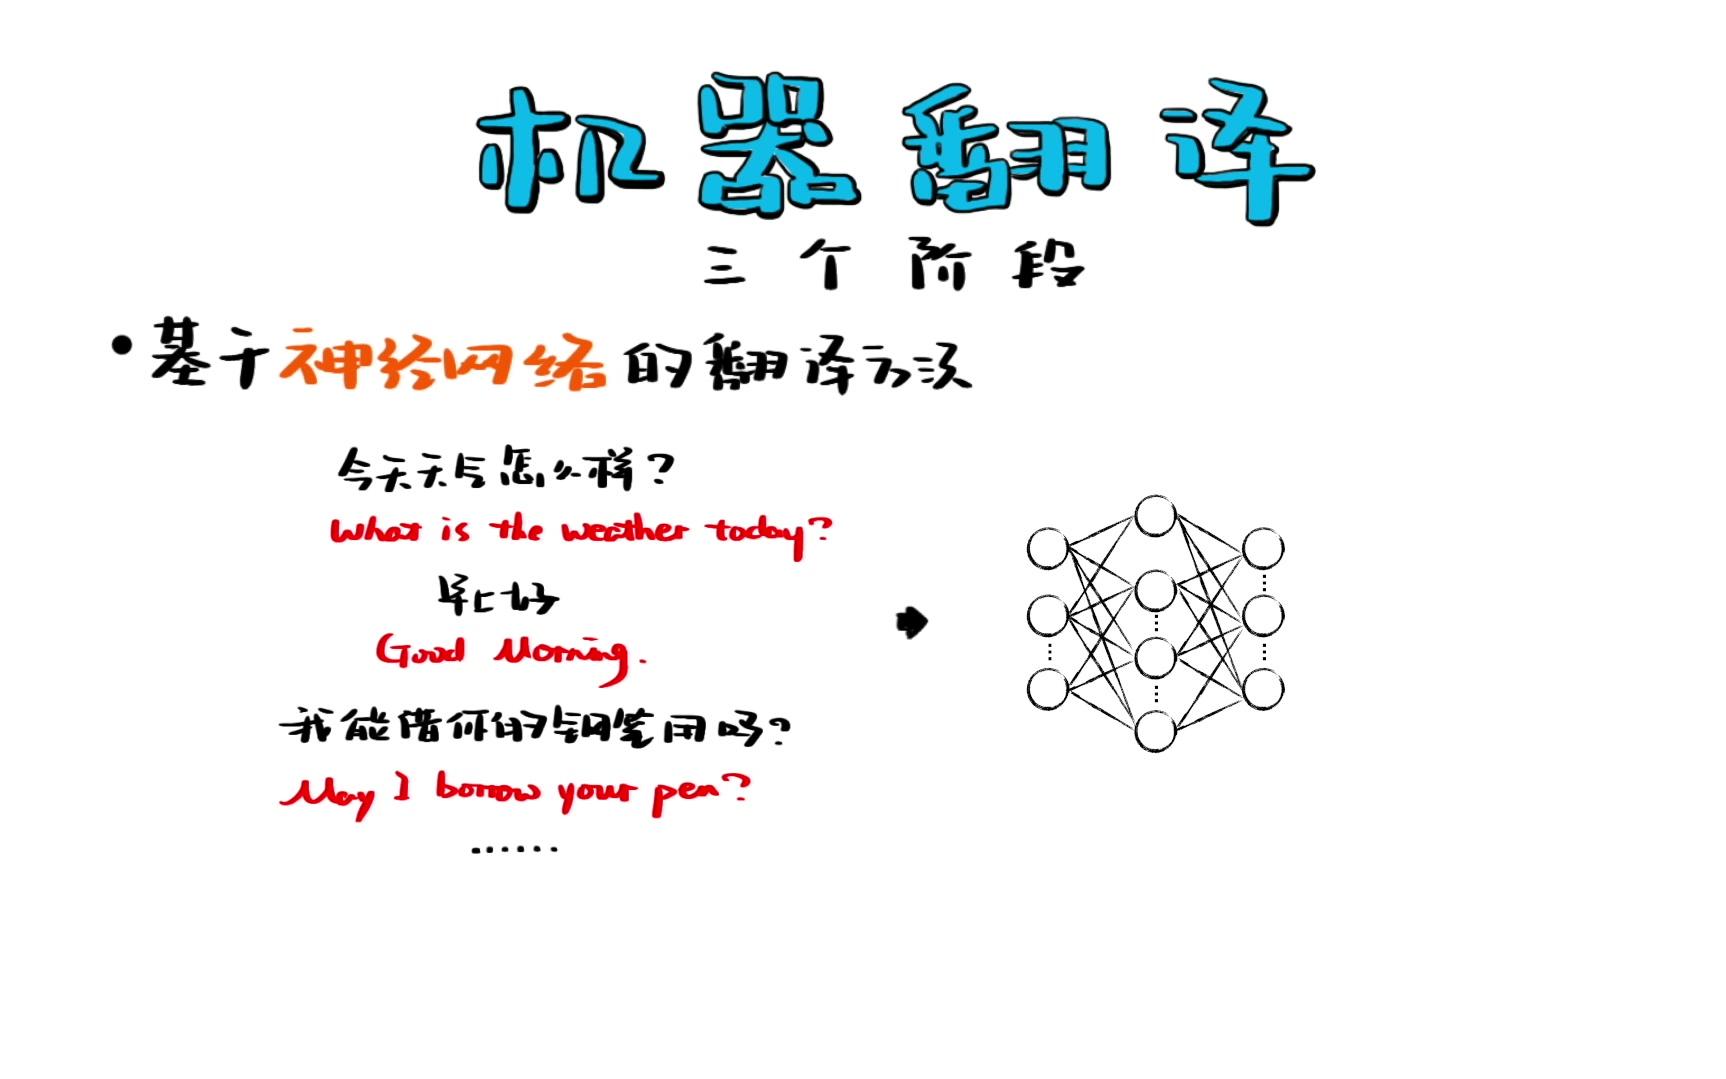 机器翻译
三个阶段
•基于神经网络的翻译方法
今天天气怎么样？
What is the weather today?
早上好
Good Morning.
我能借你的钢笔用吗？
May I borrow your pen?
……